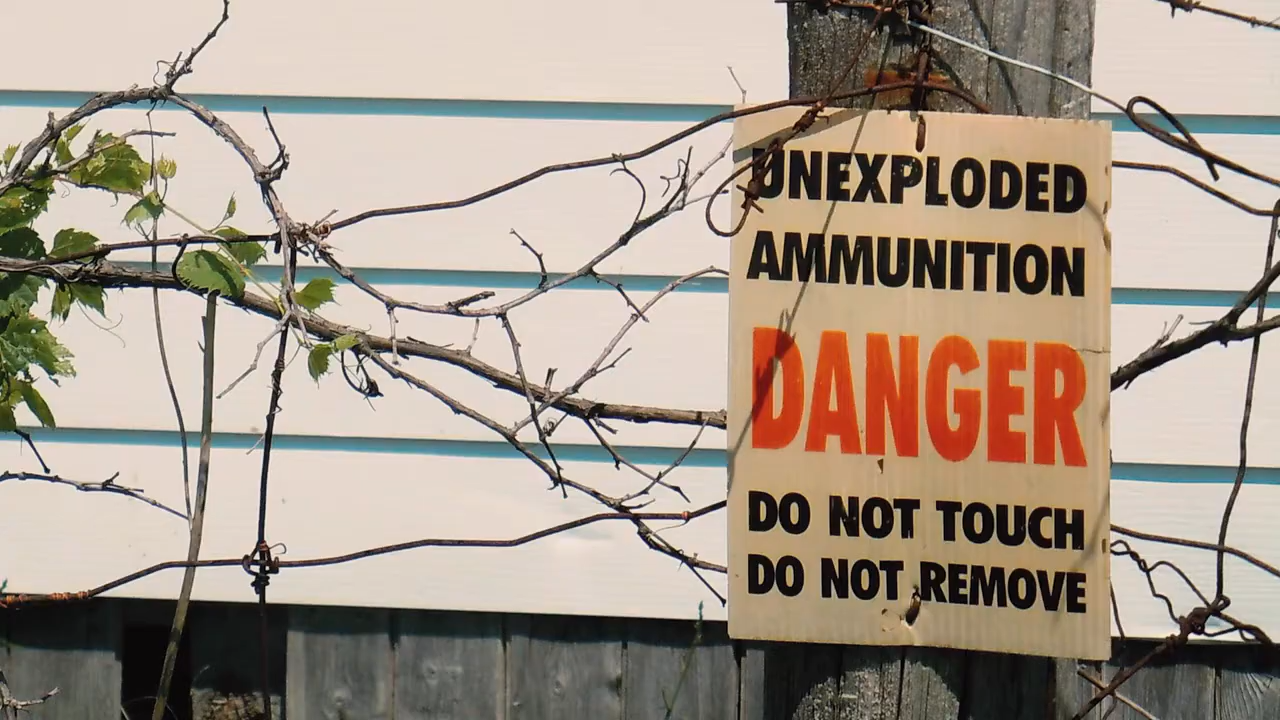 UNEXPLODED
AMMUNITION
DANGER
DO NOT TOUCH
DO NOT REMOVE